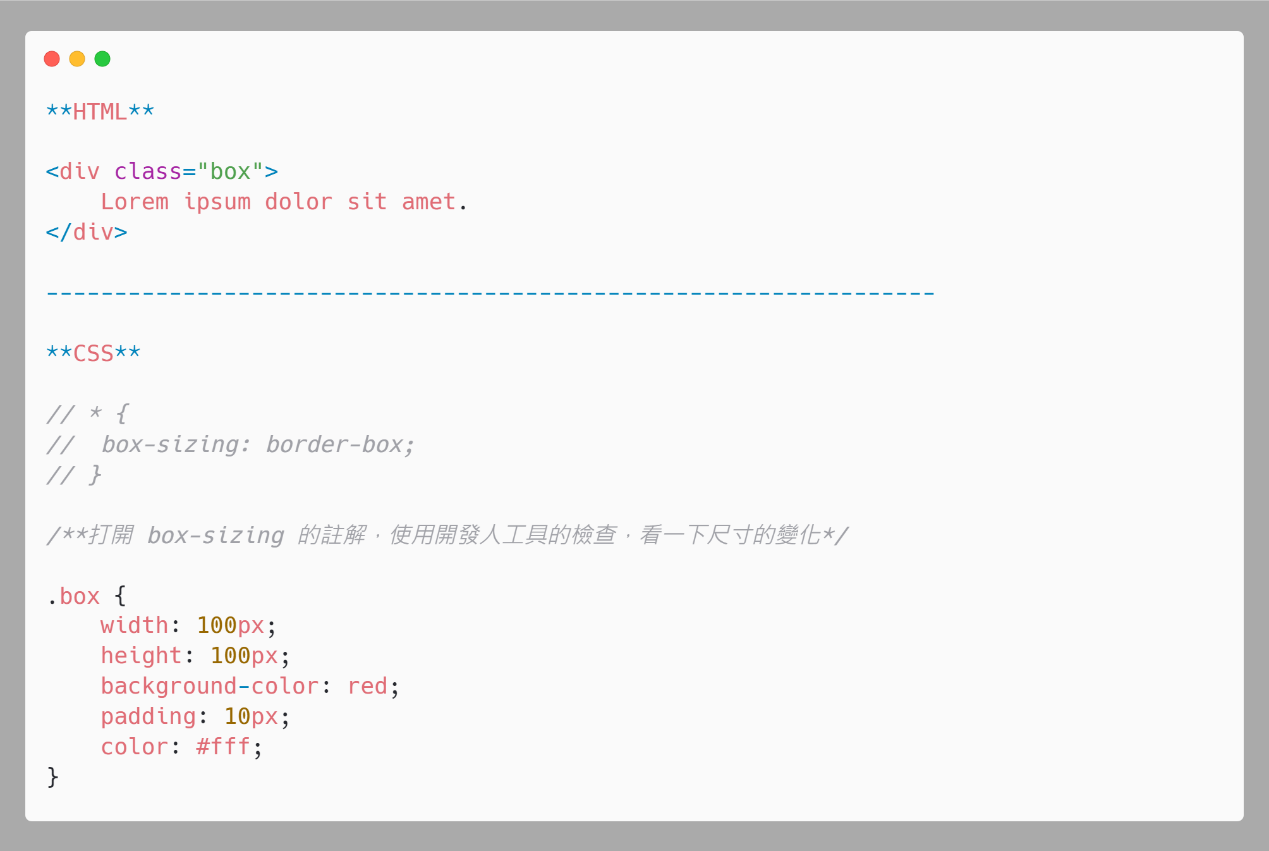 **HTML**
<div class="box">
    Lorem ipsum dolor sit amet.
</div>
-----------------------------------------------------------------
**CSS**
// * {
//  box-sizing: border-box;
// }
/**打開 box-sizing 的註解，使用開發人工具的檢查，看一下尺寸的變化*/
.box {
    width: 100px;
    height: 100px;
    background-color: red;
    padding: 10px;
    color: #fff;
}